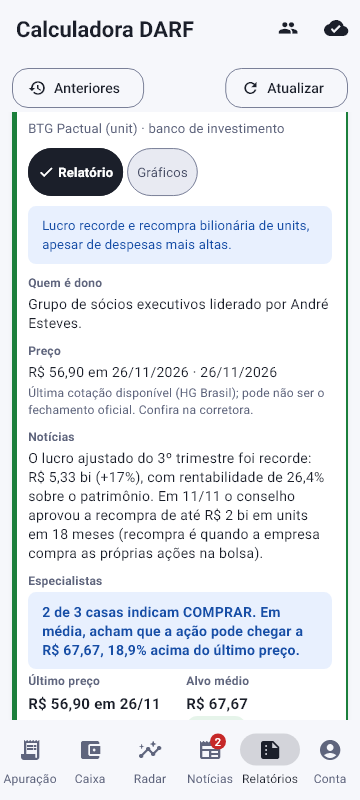 Calculadora DARF
Anteriores
Atualizar
BTG Pactual (unit) · banco de investimento
Relatório
Gráficos
Lucro recorde e recompra bilionária de units,
apesar de despesas mais altas.
Quem é dono
Grupo de sócios executivos liderado por André
Esteves.
Preço
R$ 56,90 em 26/11/2026 · 26/11/2026
Última cotação disponível (HG Brasil); pode não ser o
fechamento oficial. Confira na corretora.
Notícias
O lucro ajustado do 3º trimestre foi recorde:
R$ 5,33 bi (+17%), com rentabilidade de 26,4%
sobre o patrimônio. Em 11/11 o conselho
aprovou a recompra de até R$ 2 bi em units
em 18 meses (recompra é quando a empresa
compra as próprias ações na bolsa).
Especialistas
2 de 3 casas indicam COMPRAR. Em
média, acham que a ação pode chegar a
R$ 67,67, 18,9% acima do último preço.
Último preço
Alvo médio
R$ 56,90 em 26/11
R$ 67,67
2
Apuração
Caixa
Radar
Notícias
Relatórios
Conta